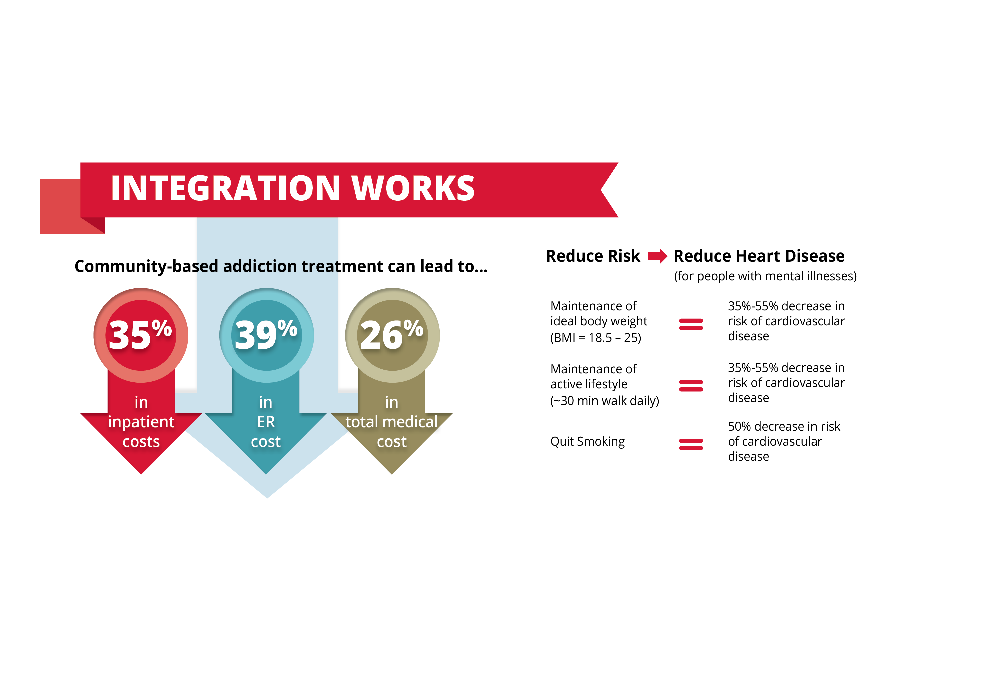 INTEGRATION WORKS
Community-based addiction treatment can lead to...
35%
in
inpatient
costs
39%
in
ER
cost
26%
in
total medical
cost
Reduce Risk Reduce Heart Disease
(for people with mental illnesses)
Maintenance of
ideal body weight
(BMI = 18.5 – 25)
35%-55% decrease in
risk of cardiovascular
disease
Maintenance of
active lifestyle
(~30 min walk daily)
35%-55% decrease in
risk of cardiovascular
disease
Quit Smoking
50% decrease in risk
of cardiovascular
disease